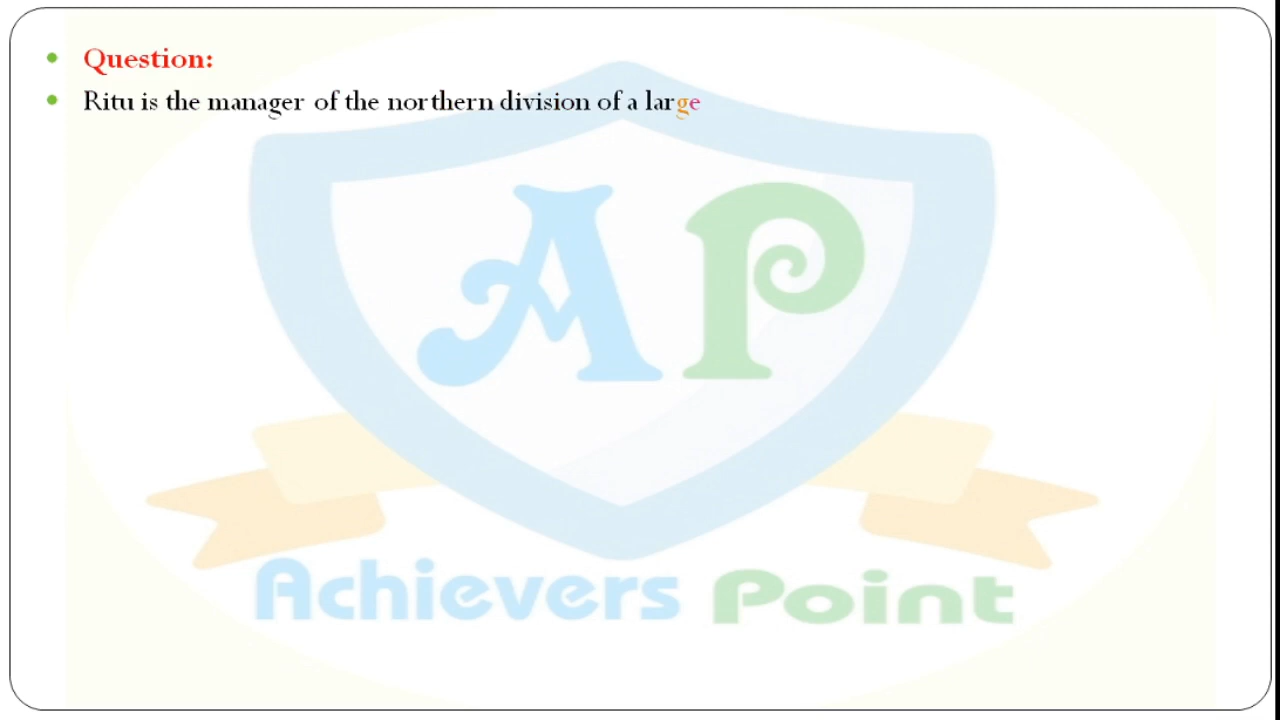 Question:
Ritu is the manager of the northern division of a large
AP
Achievers Point